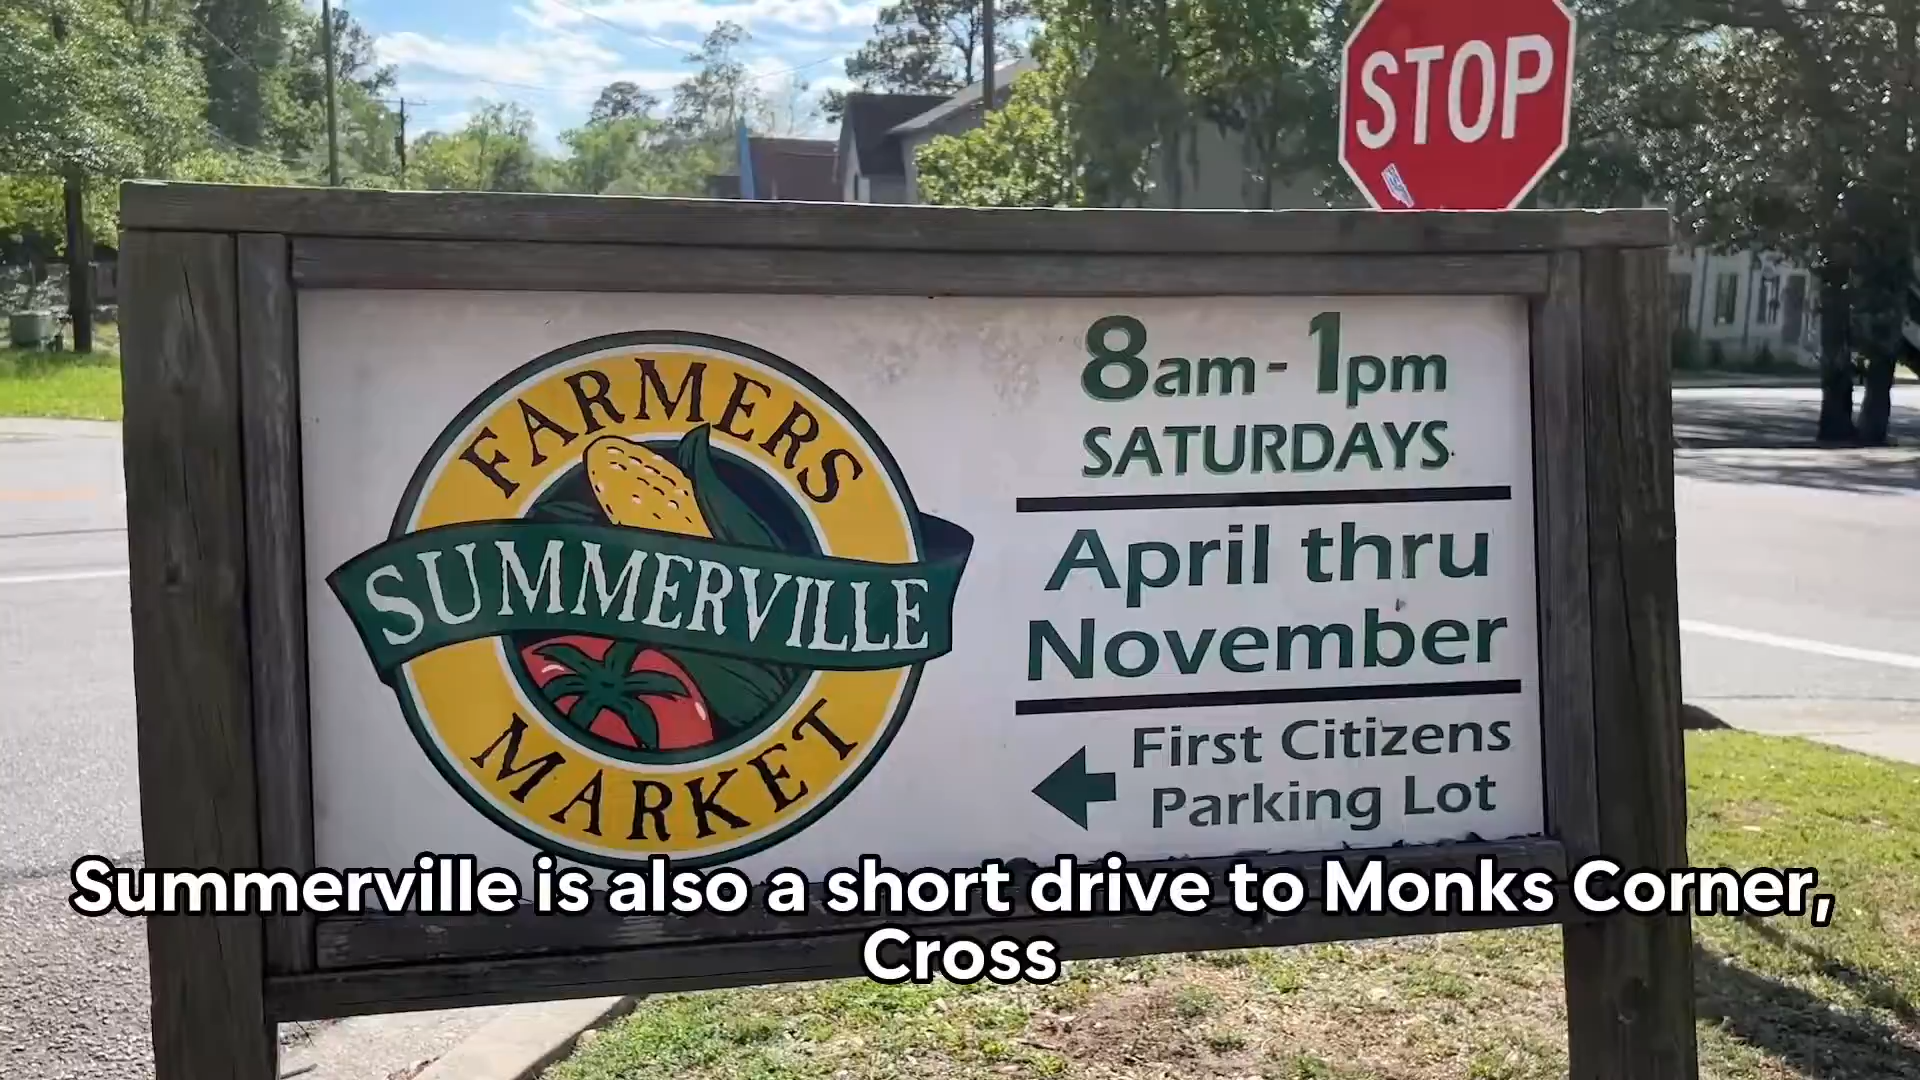 STOP
FARMERS
SUMMERVILLE
MARKET
8am - 1pm
SATURDAYS
April thru
November
First Citizens
Parking Lot
Summerville is also a short drive to Monks Corner,
Cross